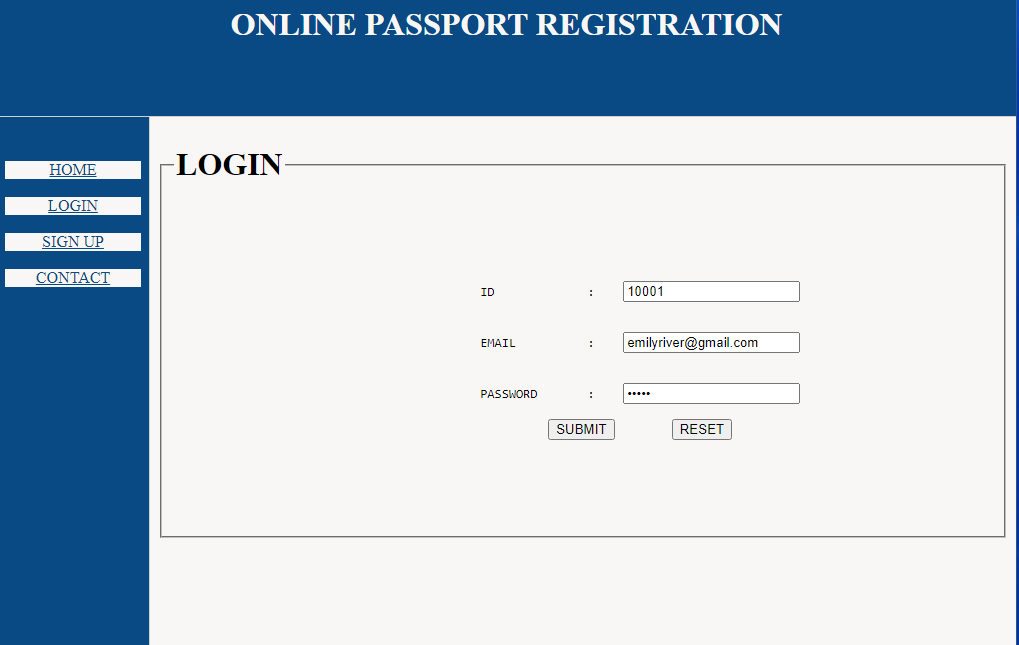 ONLINE PASSPORT REGISTRATION
HOME
LOGIN
SIGN UP
CONTACT
LOGIN
ID : 10001
EMAIL : emilyriver@gmail.com
PASSWORD : •••••
SUBMIT RESET